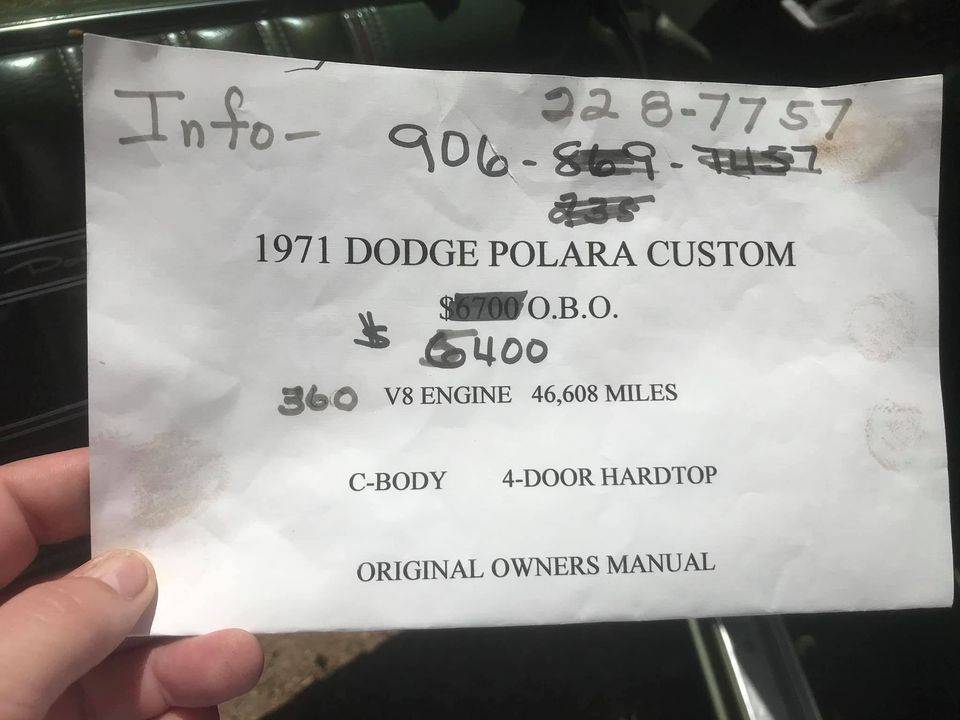 Info-
228-7757
906-869-7457
235
1971 DODGE POLARA CUSTOM
$6700 O.B.O.
$ 6400
360 V8 ENGINE 46,608 MILES
C-BODY 4-DOOR HARDTOP
ORIGINAL OWNERS MANUAL